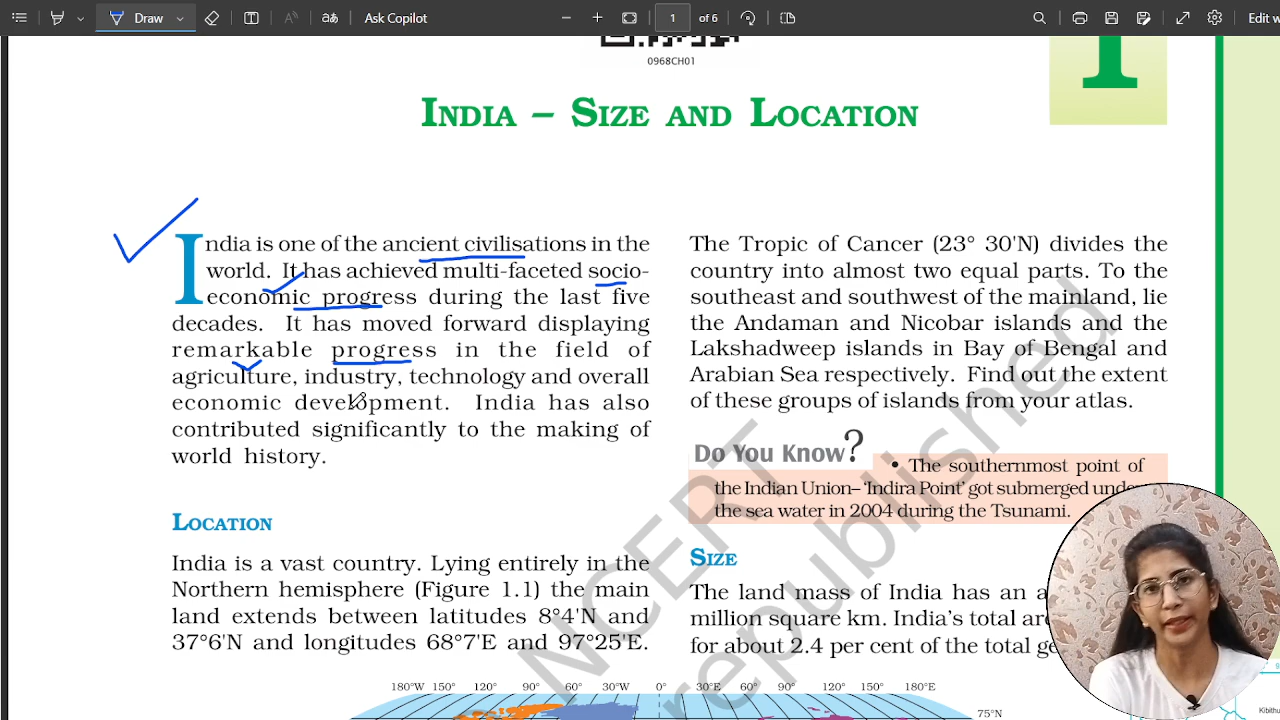 Draw
Ask Copilot
1 of 6
Edit w
0968CH01
1
INDIA – SIZE AND LOCATION
India is one of the ancient civilisations in the
world. It has achieved multi-faceted socio-
economic progress during the last five
decades. It has moved forward displaying
remarkable progress in the field of
agriculture, industry, technology and overall
economic development. India has also
contributed significantly to the making of
world history.
LOCATION
India is a vast country. Lying entirely in the
Northern hemisphere (Figure 1.1) the main
land extends between latitudes 8°4'N and
37°6'N and longitudes 68°7'E and 97°25'E.
The Tropic of Cancer (23° 30'N) divides the
country into almost two equal parts. To the
southeast and southwest of the mainland, lie
the Andaman and Nicobar islands and the
Lakshadweep islands in Bay of Bengal and
Arabian Sea respectively. Find out the extent
of these groups of islands from your atlas.
Do You Know?
• The southernmost point of
the Indian Union– 'Indira Point' got submerged under
the sea water in 2004 during the Tsunami.
SIZE
The land mass of India has an a
million square km. India's total are
for about 2.4 per cent of the total ge
180°W 150° 120° 90° 60° 30°W 0° 30°E 60° 90° 120° 150° 180°E
75°N
Kibithu
NCERT
republished